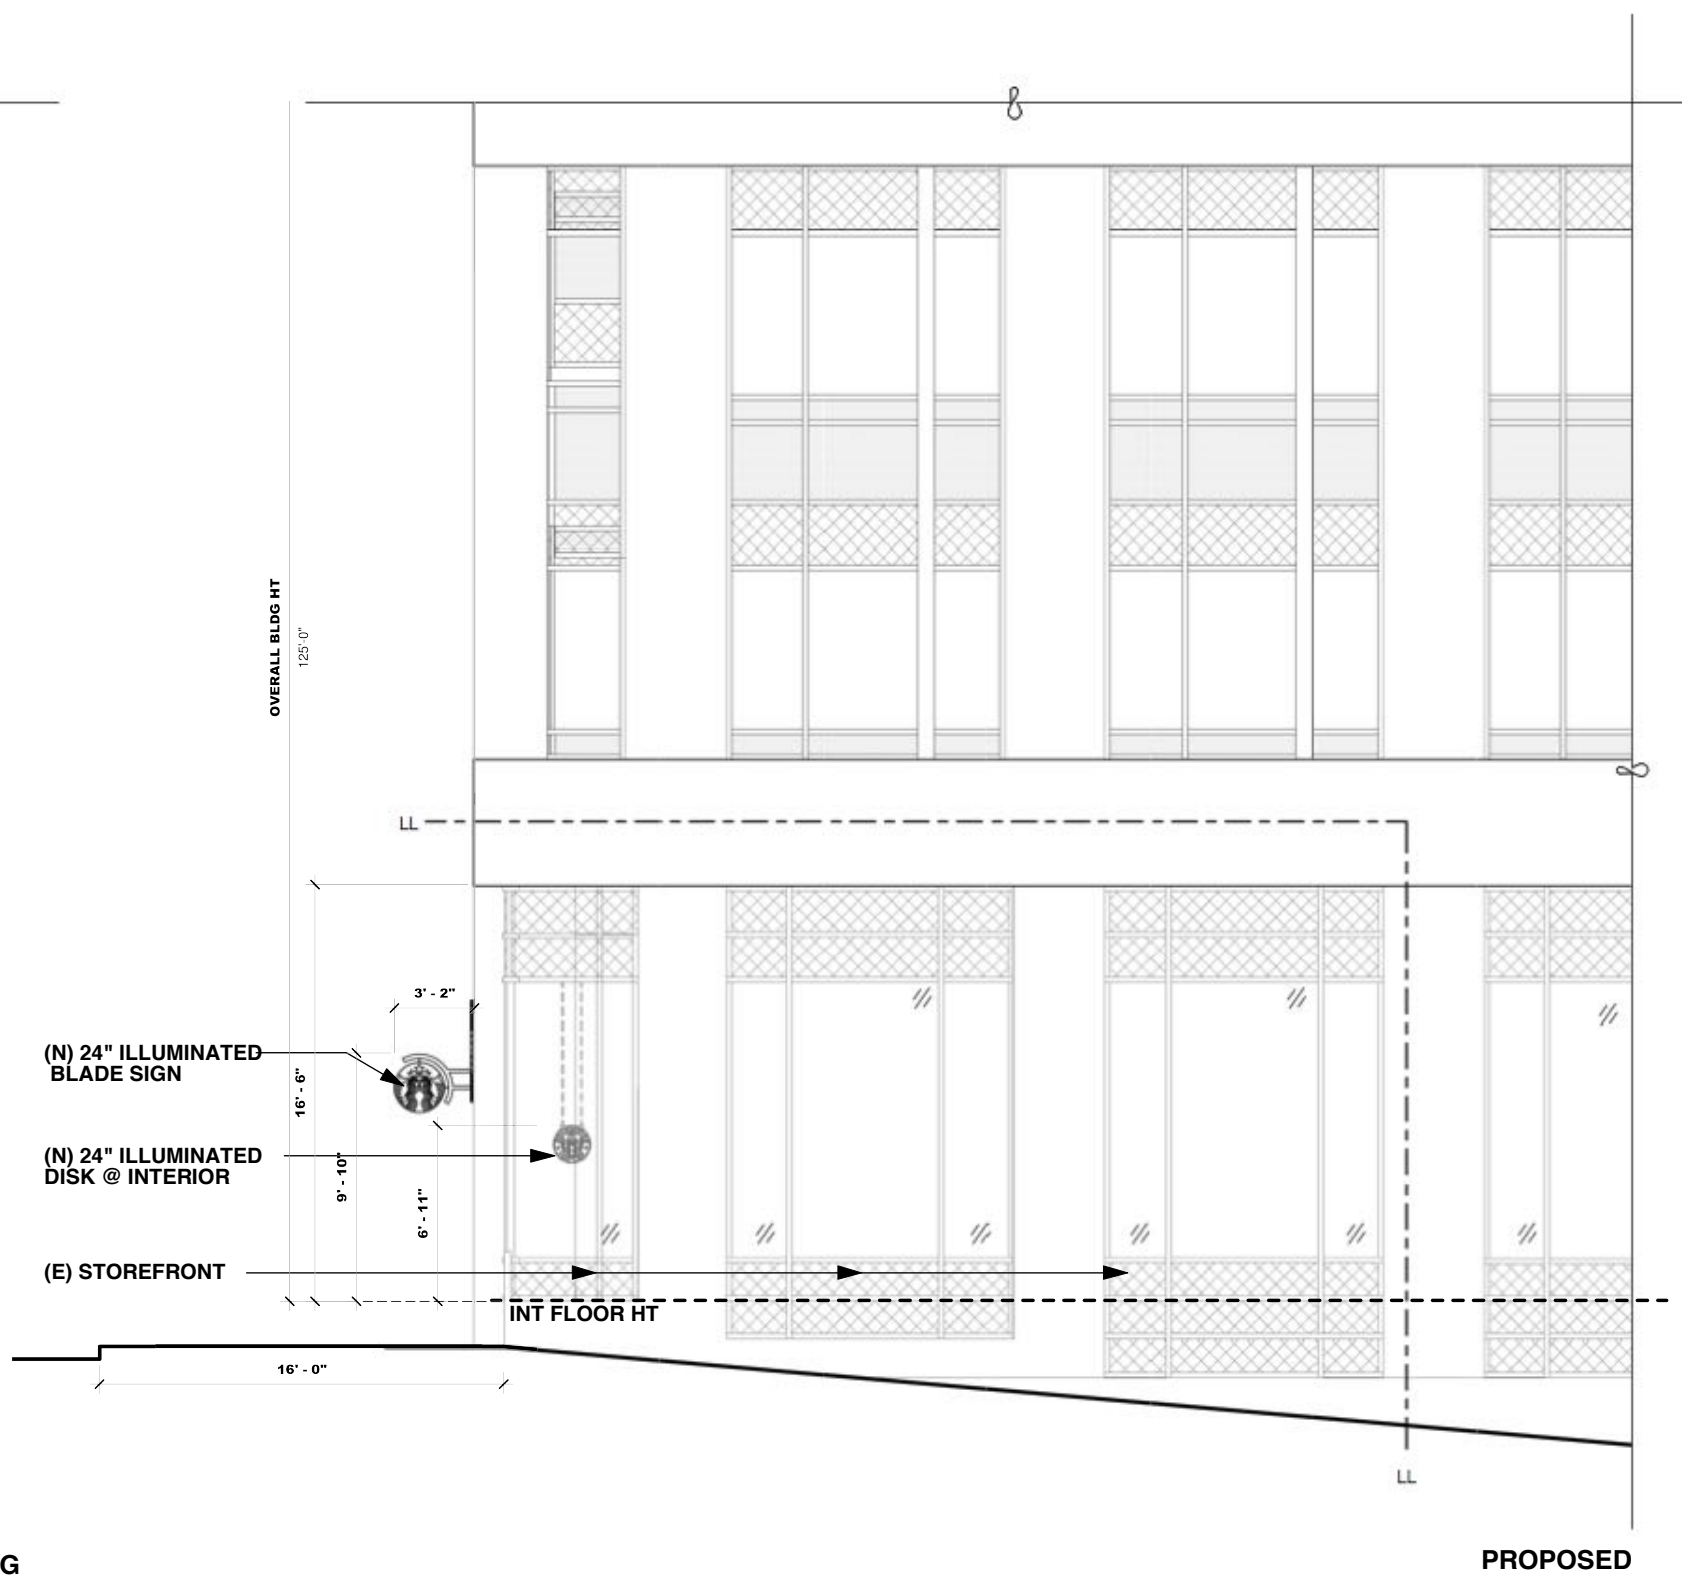 OVERALL BLDG HT
125'-0"
LL
3' - 2"
(N) 24" ILLUMINATED
BLADE SIGN
16' - 6"
(N) 24" ILLUMINATED
DISK @ INTERIOR
9' - 10"
6' - 11"
(E) STOREFRONT
INT FLOOR HT
16' - 0"
LL
G
PROPOSED